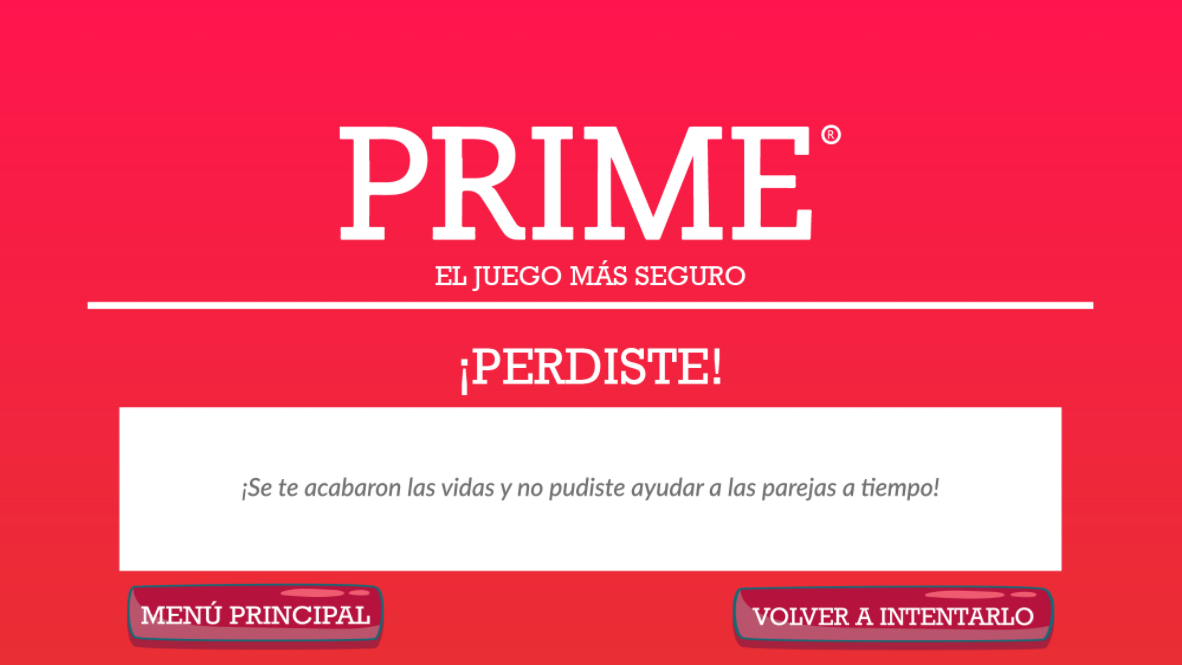 PRIME®
EL JUEGO MÁS SEGURO
¡PERDISTE!
¡Se te acabaron las vidas y no pudiste ayudar a las parejas a tiempo!
MENÚ PRINCIPAL
VOLVER A INTENTARLO